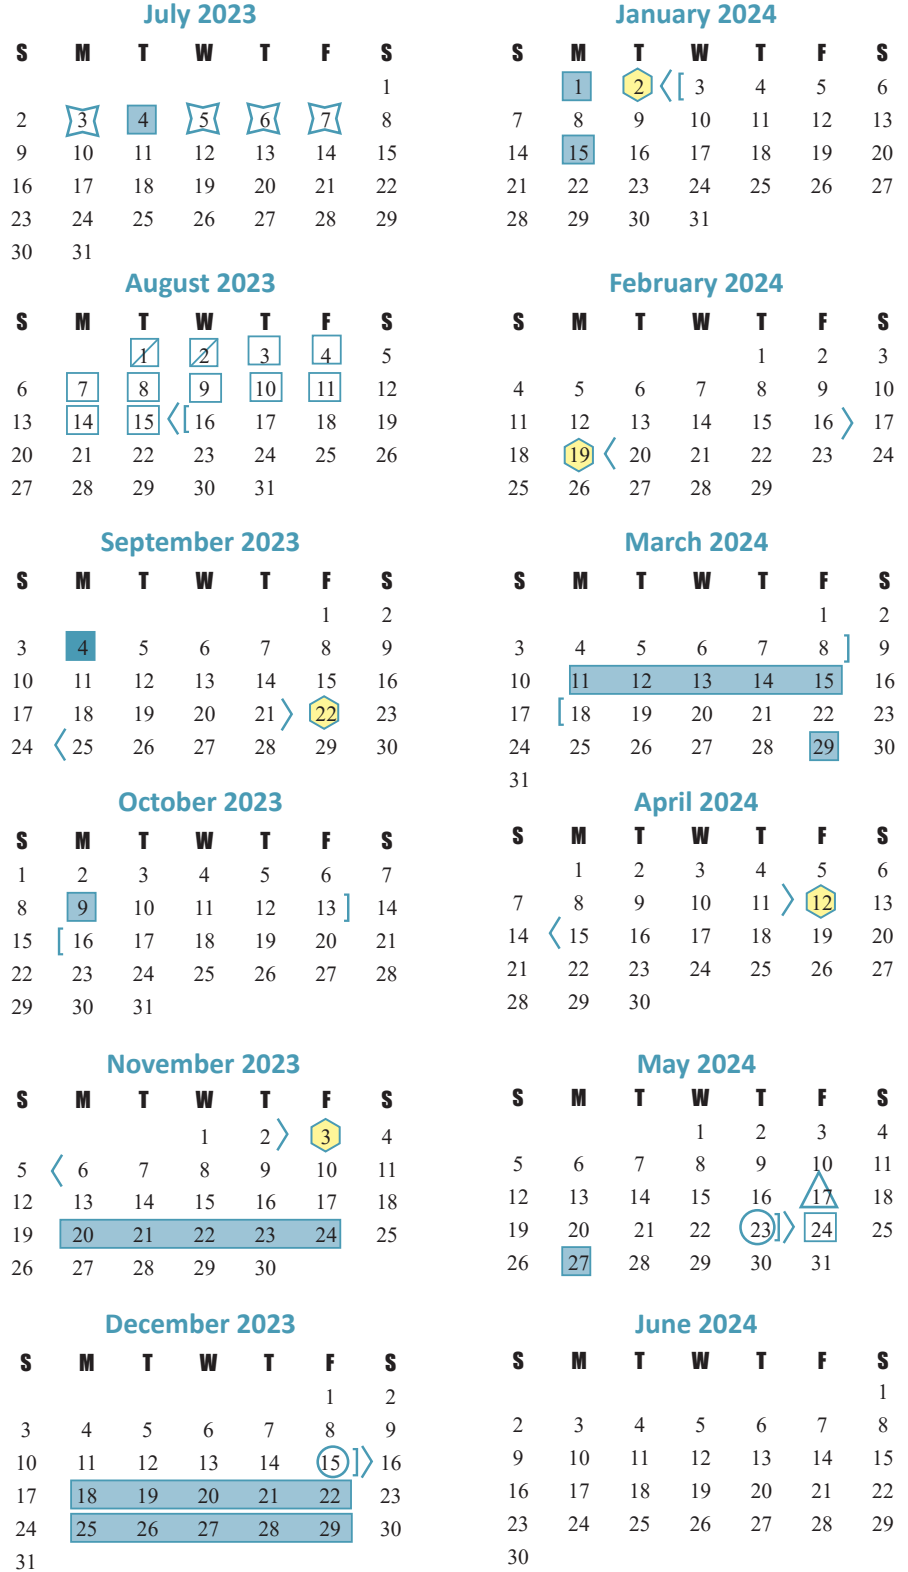 July 2023
S M T W T F S
1
2 3 4 5 6 7 8
9 10 11 12 13 14 15
16 17 18 19 20 21 22
23 24 25 26 27 28 29
30 31
August 2023
S M T W T F S
1 2 3 4 5
6 7 8 9 10 11 12
13 14 15 16 17 18 19
20 21 22 23 24 25 26
27 28 29 30 31
September 2023
S M T W T F S
1 2
3 4 5 6 7 8 9
10 11 12 13 14 15 16
17 18 19 20 21 22 23
24 25 26 27 28 29 30
October 2023
S M T W T F S
1 2 3 4 5 6 7
8 9 10 11 12 13 14
15 16 17 18 19 20 21
22 23 24 25 26 27 28
29 30 31
November 2023
S M T W T F S
1 2 3 4
5 6 7 8 9 10 11
12 13 14 15 16 17 18
19 20 21 22 23 24 25
26 27 28 29 30
December 2023
S M T W T F S
1 2
3 4 5 6 7 8 9
10 11 12 13 14 15 16
17 18 19 20 21 22 23
24 25 26 27 28 29 30
31
January 2024
S M T W T F S
1 2 3 4 5 6
7 8 9 10 11 12 13
14 15 16 17 18 19 20
21 22 23 24 25 26 27
28 29 30 31
February 2024
S M T W T F S
1 2 3
4 5 6 7 8 9 10
11 12 13 14 15 16 17
18 19 20 21 22 23 24
25 26 27 28 29
March 2024
S M T W T F S
1 2
3 4 5 6 7 8 9
10 11 12 13 14 15 16
17 18 19 20 21 22 23
24 25 26 27 28 29 30
31
April 2024
S M T W T F S
1 2 3 4 5 6
7 8 9 10 11 12 13
14 15 16 17 18 19 20
21 22 23 24 25 26 27
28 29 30
May 2024
S M T W T F S
1 2 3 4
5 6 7 8 9 10 11
12 13 14 15 16 17 18
19 20 21 22 23 24 25
26 27 28 29 30 31
June 2024
S M T W T F S
1
2 3 4 5 6 7 8
9 10 11 12 13 14 15
16 17 18 19 20 21 22
23 24 25 26 27 28 29
30